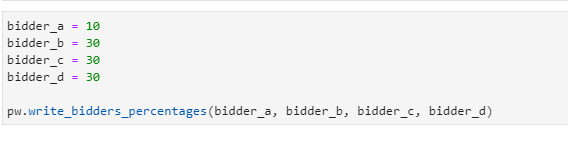 bidder_a = 10
bidder_b = 30
bidder_c = 30
bidder_d = 30
pw.write_bidders_percentages(bidder_a, bidder_b, bidder_c, bidder_d)